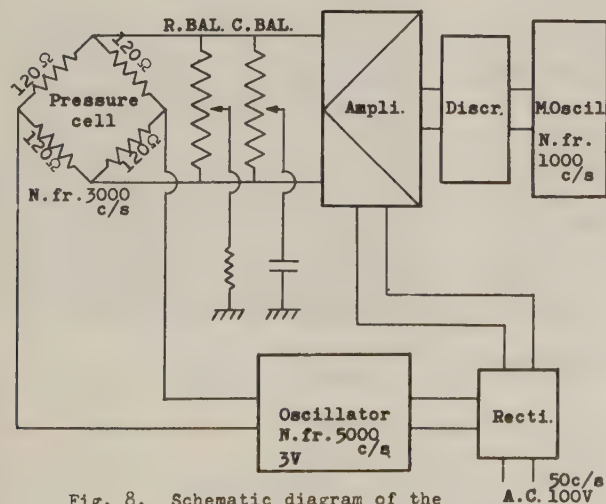 R.BAL. C.BAL.
120Ω
120Ω
Pressure
cell
120Ω
120Ω
N.fr.3000
c/s
Ampli.
Discr.
M.Oscil
N.fr.
1000
c/s
Oscillator
N.fr.5000
c/s
3V
Recti.
50c/s
A.C.100V
Fig. 8. Schematic diagram of the